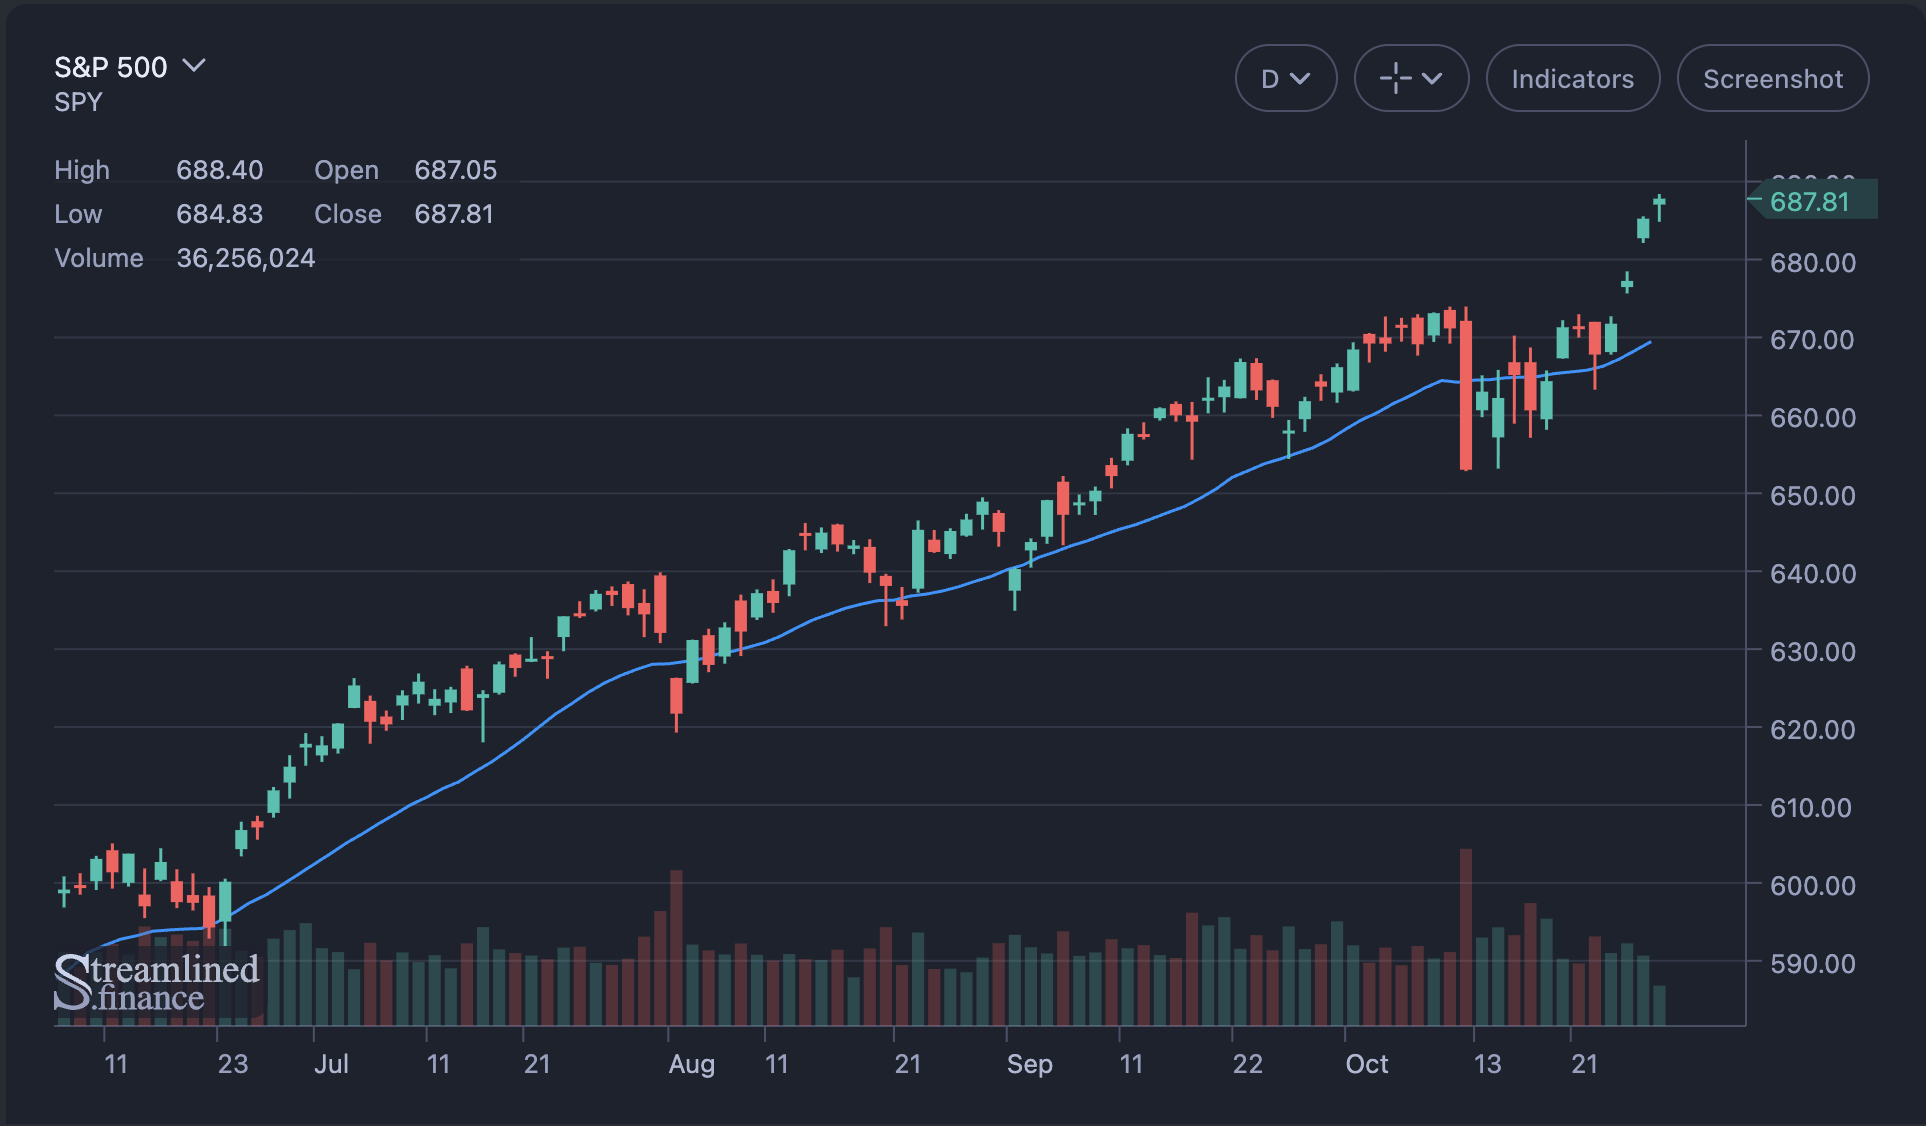 S&P 500
SPY
D
Indicators
Screenshot
High 688.40 Open 687.05
Low 684.83 Close 687.81
Volume 36,256,024
687.81
680.00
670.00
660.00
650.00
640.00
630.00
620.00
610.00
600.00
590.00
Streamlined
.finance
11 23 Jul 11 21 Aug 11 21 Sep 11 22 Oct 13 21